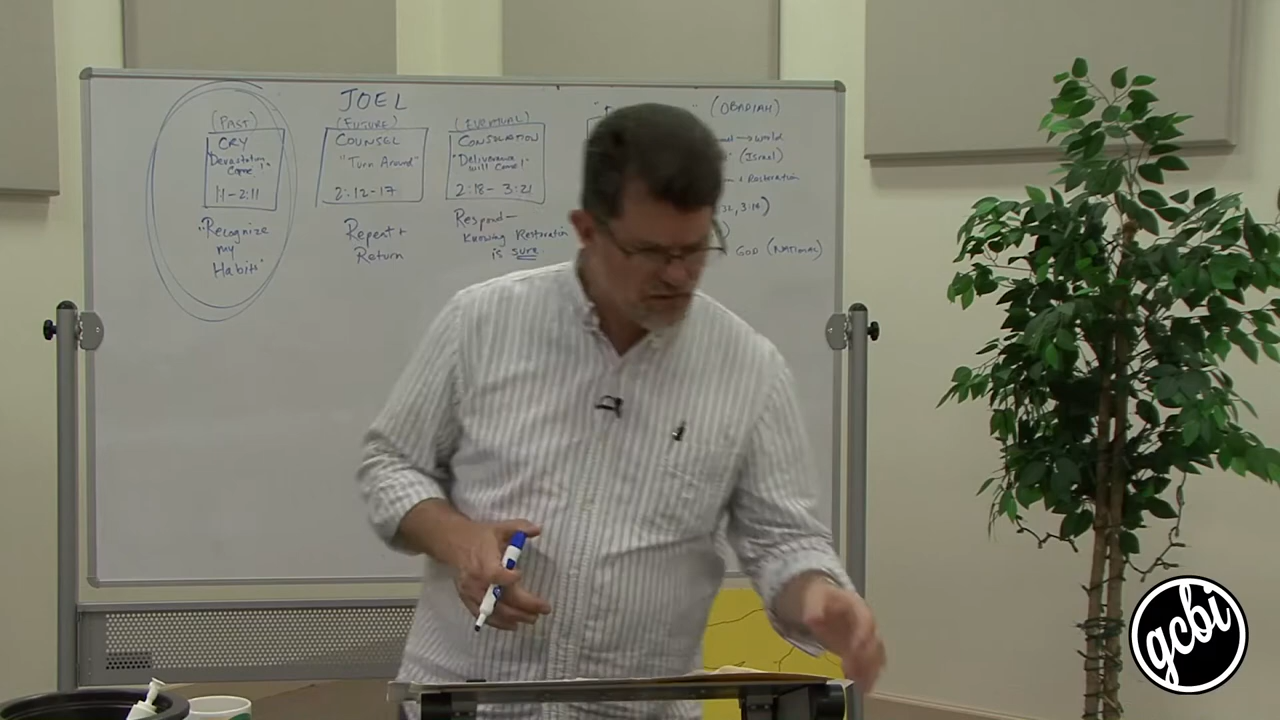 JOEL
(PAST)
CRY
"Devastation
Come!"
1:1-2:11
"Recognize
my
Habits"
(FUTURE)
COUNSEL
"Turn Around"
2:12-17
Repent +
Return
(EVENTUAL)
CONSOLATION
"Deliverance
will Come!"
2:18-3:21
Respond-
Knowing Restoration
is sure
(OBADIAH)
→ world
(Israel)
+ Restoration
GOD (NATIONAL)
gcbi